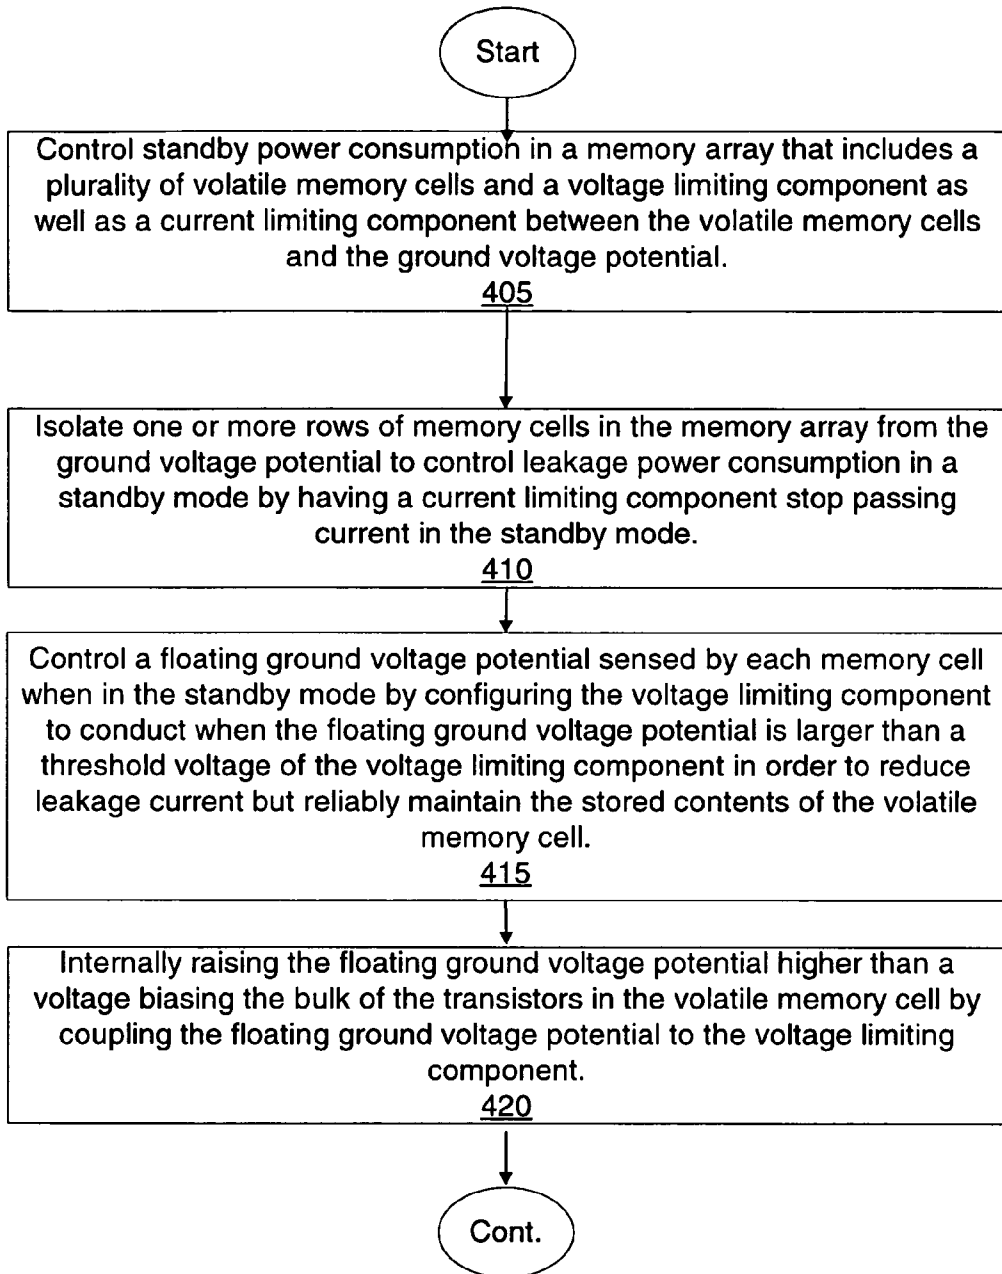 Start
Control standby power consumption in a memory array that includes a
plurality of volatile memory cells and a voltage limiting component as
well as a current limiting component between the volatile memory cells
and the ground voltage potential.
405
Isolate one or more rows of memory cells in the memory array from the
ground voltage potential to control leakage power consumption in a
standby mode by having a current limiting component stop passing
current in the standby mode.
410
Control a floating ground voltage potential sensed by each memory cell
when in the standby mode by configuring the voltage limiting component
to conduct when the floating ground voltage potential is larger than a
threshold voltage of the voltage limiting component in order to reduce
leakage current but reliably maintain the stored contents of the volatile
memory cell.
415
Internally raising the floating ground voltage potential higher than a
voltage biasing the bulk of the transistors in the volatile memory cell by
coupling the floating ground voltage potential to the voltage limiting
component.
420
Cont.